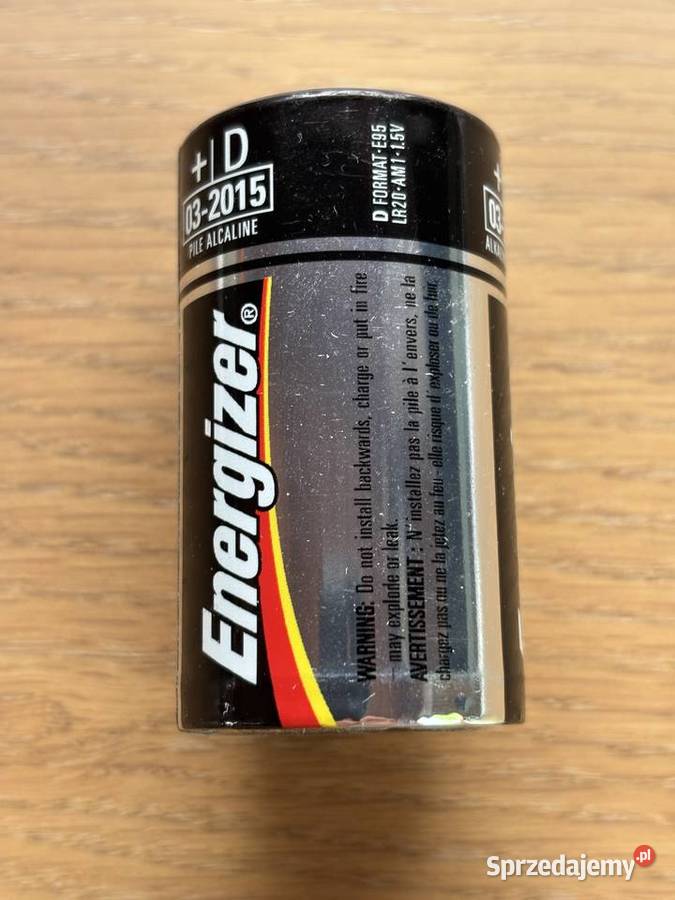 + D
03-2015
PILE ALCALINE
D FORMAT·E95
LR20·AM1·1.5V
Energizer®
WARNING: Do not install backwards, charge or put in fire
– may explode or leak.
AVERTISSEMENT : N'installez pas la pile à l'envers, ne la
chargez pas ou ne la jetez au feu - elle risque d'exploser ou de fuir.
+
03
Sprzedajemy.pl